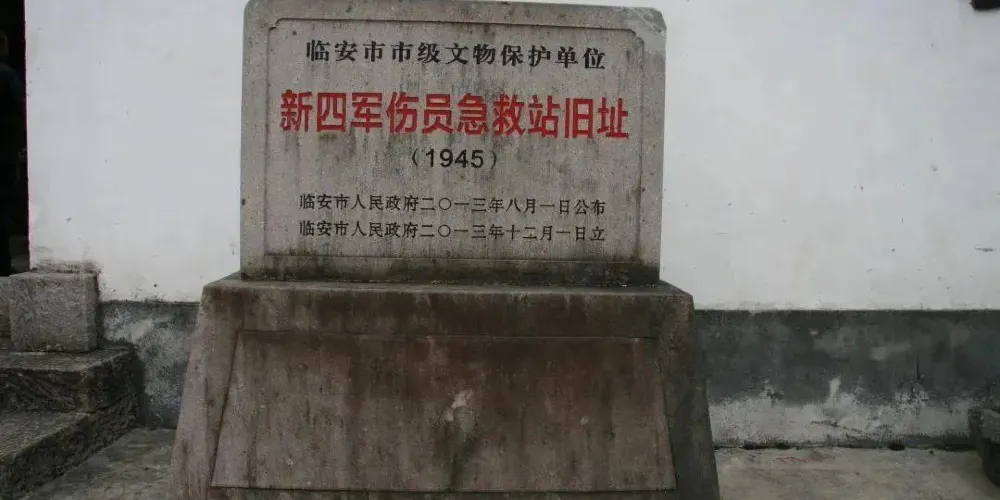 临安市市级文物保护单位
新四军伤员急救站旧址
（1945）
临安市人民政府二〇一三年八月一日公布
临安市人民政府二〇一三年十二月一日立